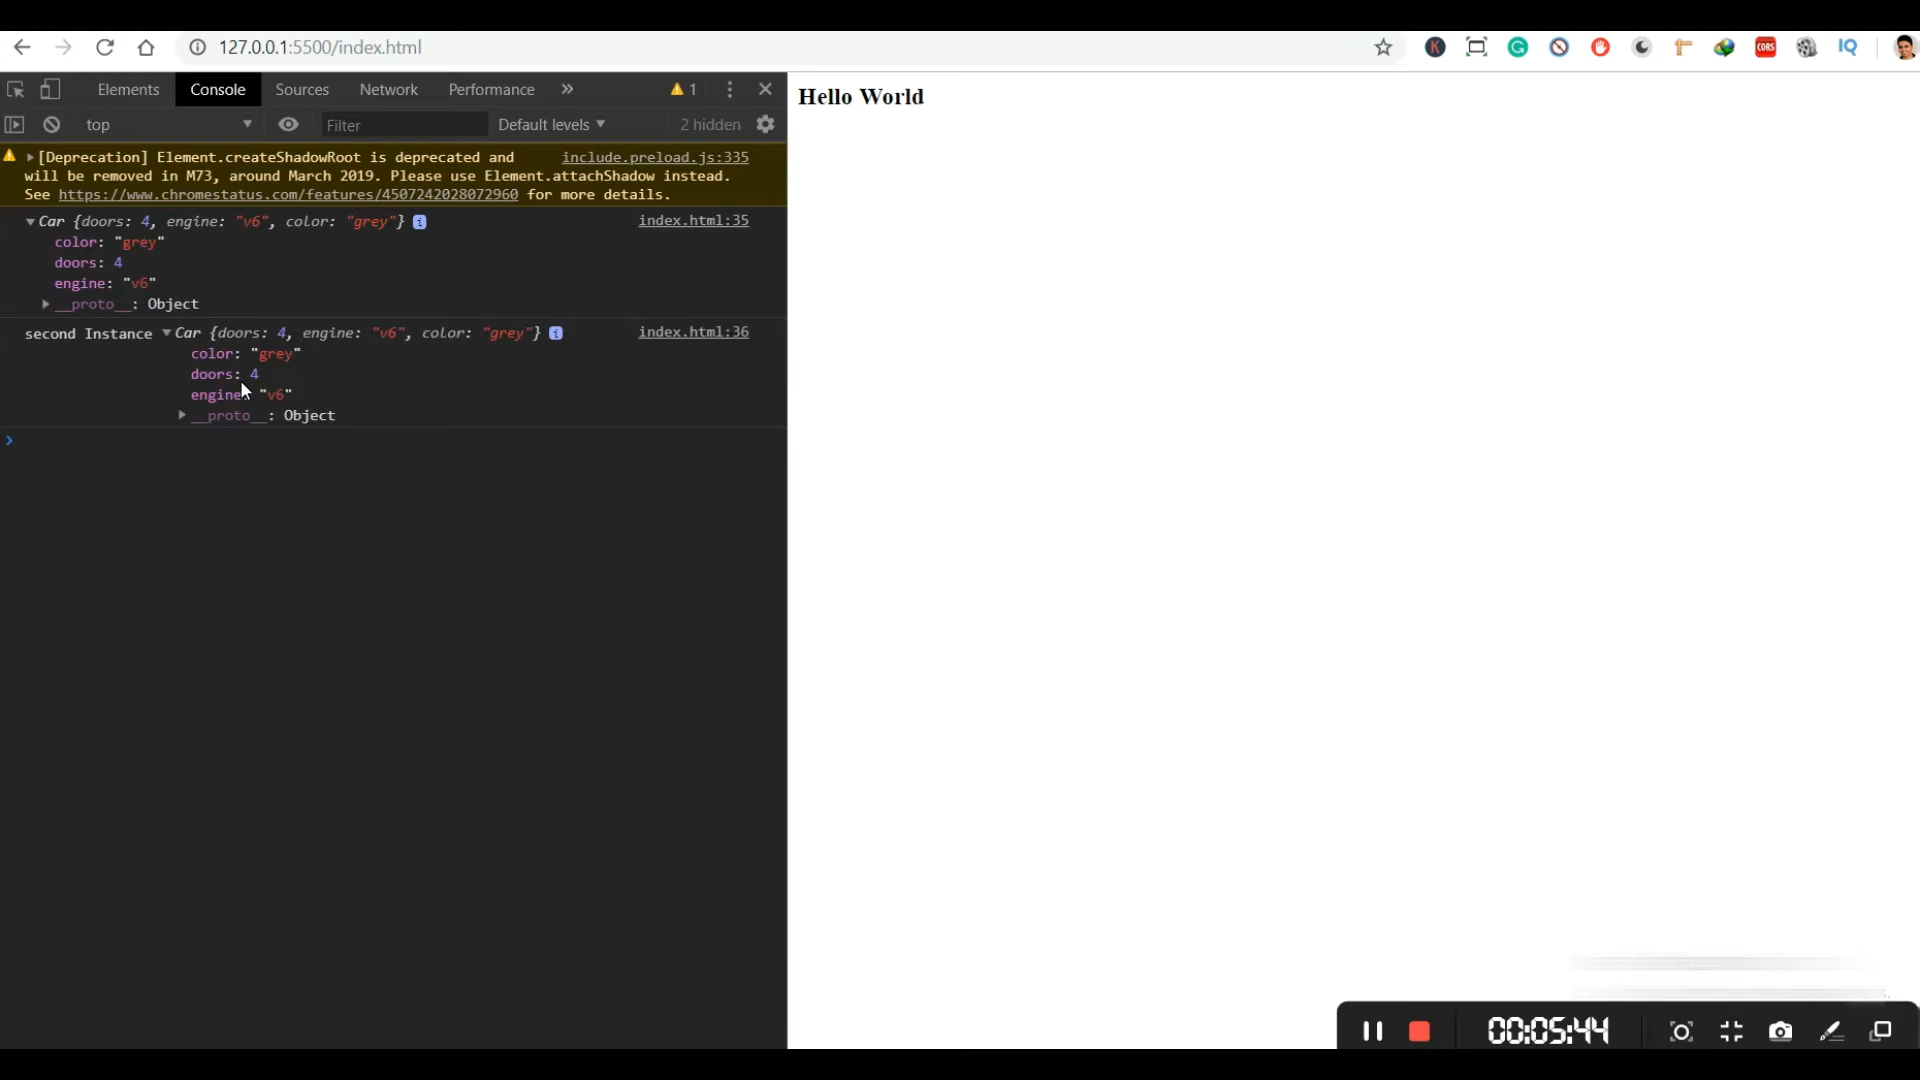 127.0.0.1:5500/index.html
K
G
CORS
IQ
Elements Console Sources Network Performance » 1
top Filter Default levels 2 hidden
[Deprecation] Element.createShadowRoot is deprecated and include.preload.js:335
will be removed in M73, around March 2019. Please use Element.attachShadow instead.
See https://www.chromestatus.com/features/4507242028072960 for more details.
Car {doors: 4, engine: "v6", color: "grey"} i index.html:35
color: "grey"
doors: 4
engine: "v6"
__proto__: Object
second Instance Car {doors: 4, engine: "v6", color: "grey"} i index.html:36
color: "grey"
doors: 4
engine: "v6"
__proto__: Object
Hello World
00:05:44